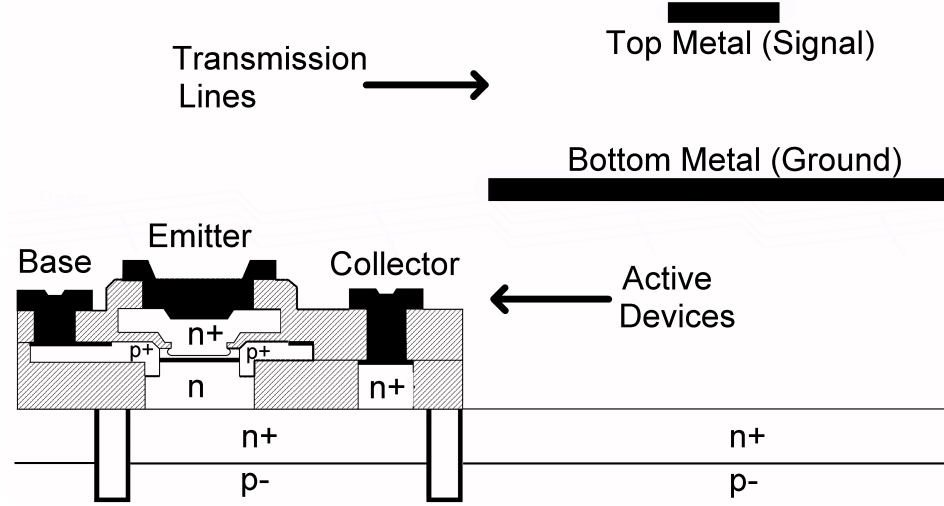 Top Metal (Signal)
Transmission
Lines
Bottom Metal (Ground)
Emitter
Base
Collector
Active
Devices
n+
p+
p+
n
n+
n+
n+
p-
p-